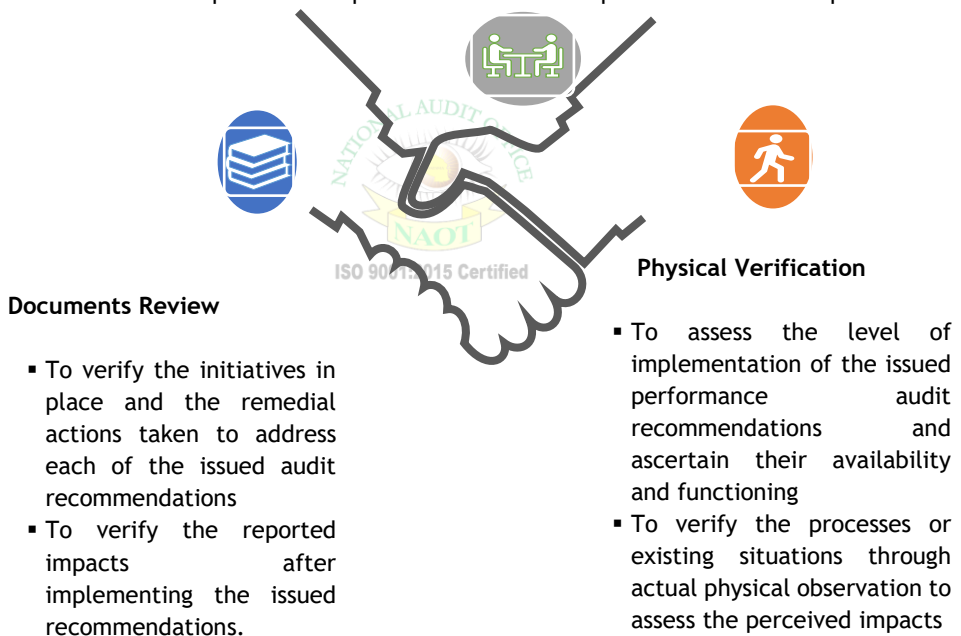 NATIONAL AUDIT OFFICE
NAOT
ISO 9001:2015 Certified
Documents Review
▪ To verify the initiatives in
place and the remedial
actions taken to address
each of the issued audit
recommendations
▪ To verify the reported
impacts after
implementing the issued
recommendations.
Physical Verification
▪ To assess the level of
implementation of the issued
performance audit
recommendations and
ascertain their availability
and functioning
▪ To verify the processes or
existing situations through
actual physical observation to
assess the perceived impacts